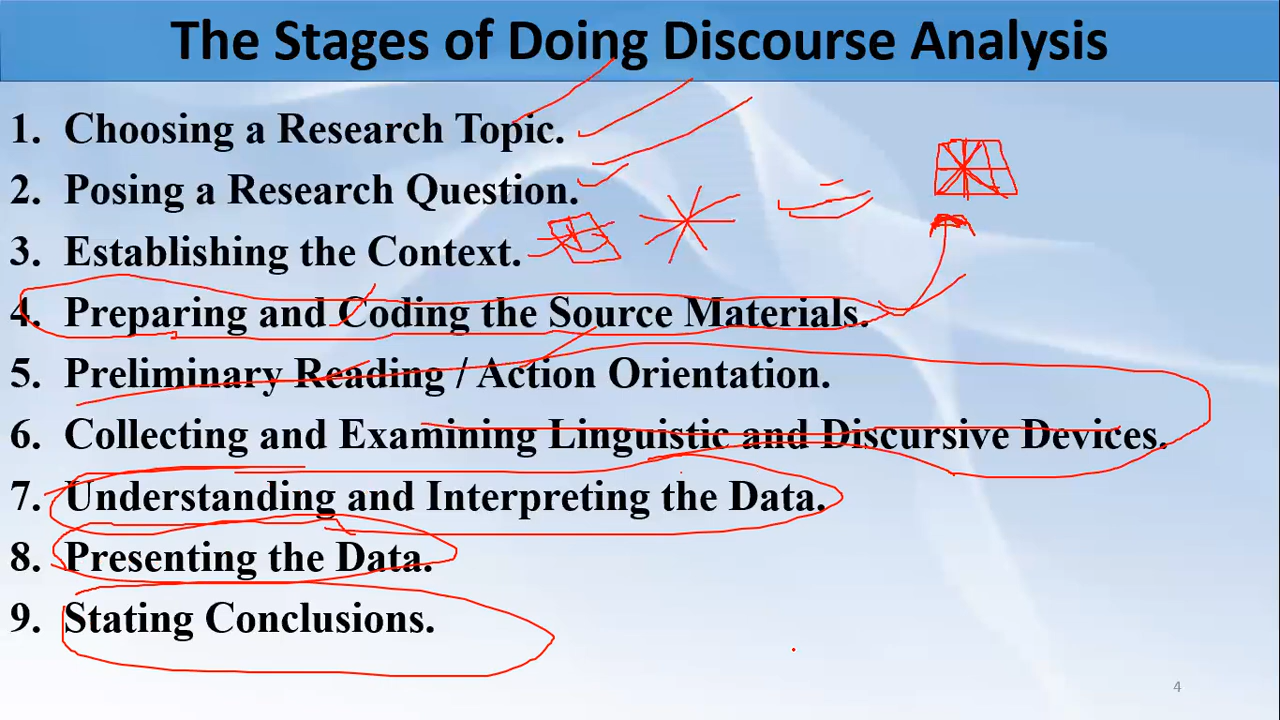 The Stages of Doing Discourse Analysis
1. Choosing a Research Topic.
2. Posing a Research Question.
3. Establishing the Context.
4. Preparing and Coding the Source Materials.
5. Preliminary Reading / Action Orientation.
6. Collecting and Examining Linguistic and Discursive Devices.
7. Understanding and Interpreting the Data.
8. Presenting the Data.
9. Stating Conclusions.
4